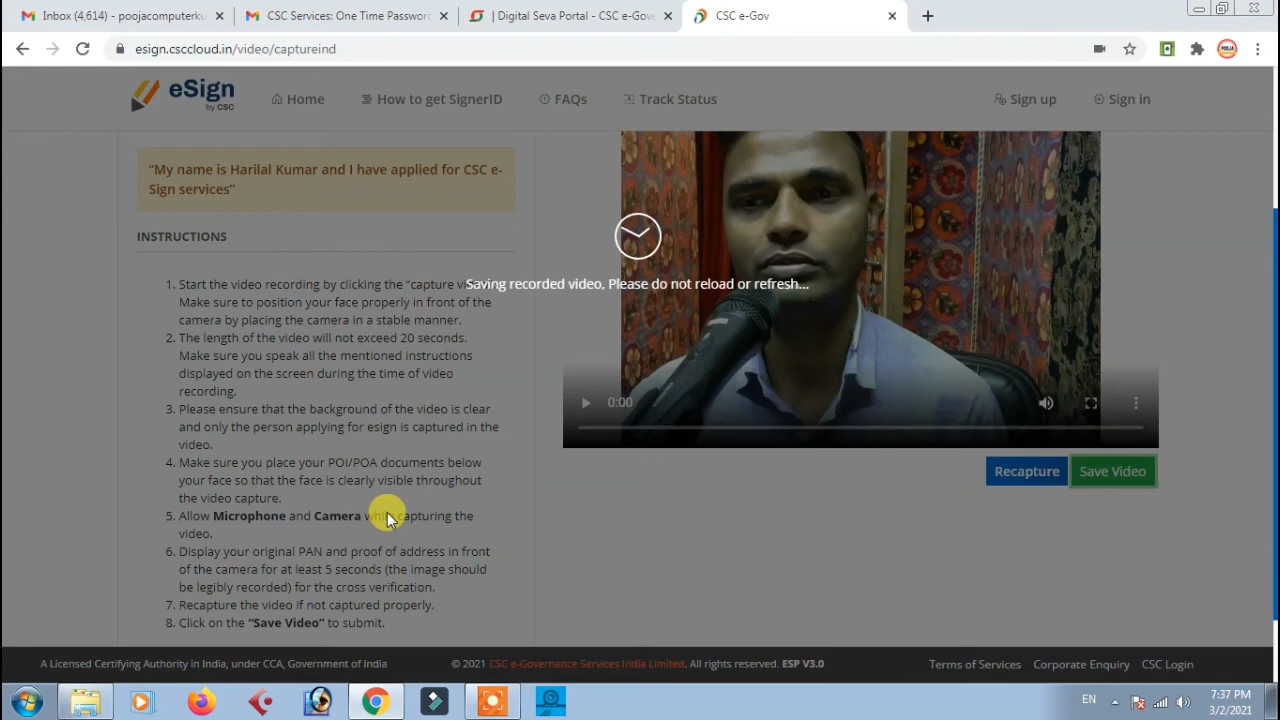 Inbox (4,614) - poojacomputerku
CSC Services: One Time Password
| Digital Seva Portal - CSC e-Gove
CSC e-Gov
esign.csccloud.in/video/captureind
eSign
by CSC
Home
How to get SignerID
FAQs
Track Status
Sign up
Sign in
“My name is Harilal Kumar and I have applied for CSC e-
Sign services”
INSTRUCTIONS
Saving recorded video, Please do not reload or refresh...
1. Start the video recording by clicking the “capture
Make sure to position your face properly in front of the
camera by placing the camera in a stable manner.
2. The length of the video will not exceed 20 seconds.
Make sure you speak all the mentioned instructions
displayed on the screen during the time of video
recording.
3. Please ensure that the background of the video is clear
and only the person applying for esign is captured in the
video.
4. Make sure you place your POI/POA documents below
your face so that the face is clearly visible throughout
the video capture.
5. Allow Microphone and Camera while capturing the
video.
6. Display your original PAN and proof of address in front
of the camera for at least 5 seconds (the image should
be legibly recorded) for the cross verification.
7. Recapture the video if not captured properly.
8. Click on the “Save Video” to submit.
0:00
Recapture
Save Video
A Licensed Certifying Authority in India, under CCA, Government of India
© 2021 CSC e-Governance Services India Limited, All rights reserved. ESP V3.0
Terms of Services
Corporate Enquiry
CSC Login
EN
7:37 PM
3/2/2021